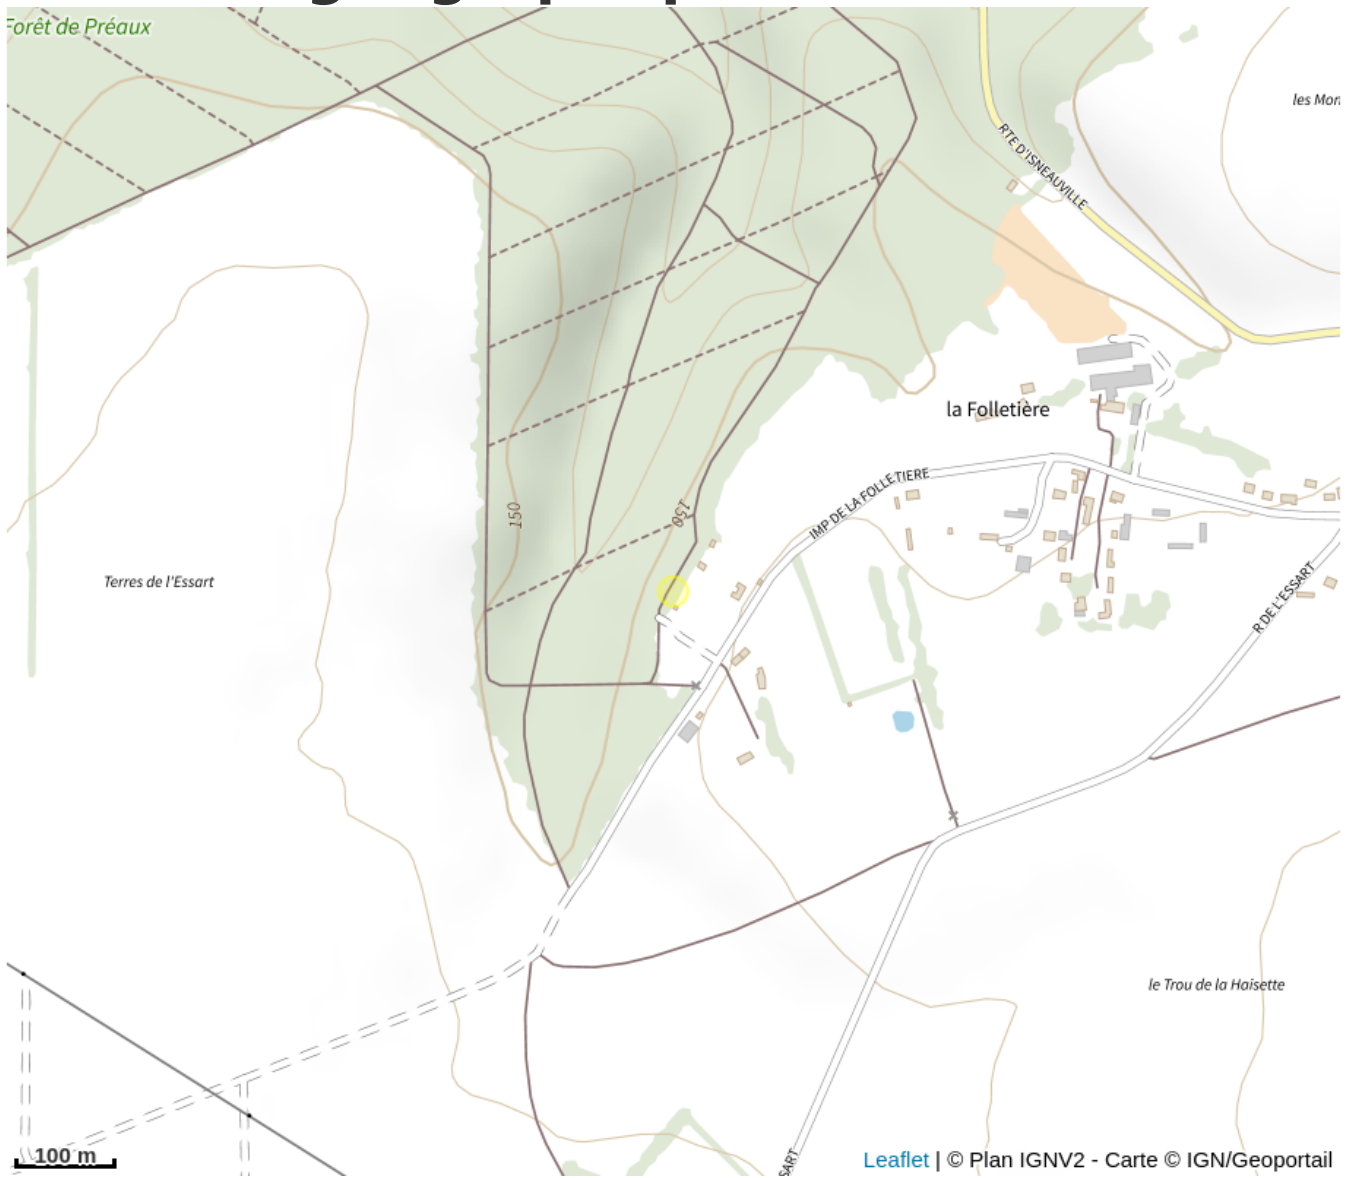 Forêt de Préaux
les Mon
RTE D'ISNEAUVILLE
la Folletière
IMP DE LA FOLLETIERE
150
150
Terres de l'Essart
R DE L'ESSART
le Trou de la Haisette
100 m
SART
Leaflet | © Plan IGNV2 - Carte © IGN/Geoportail